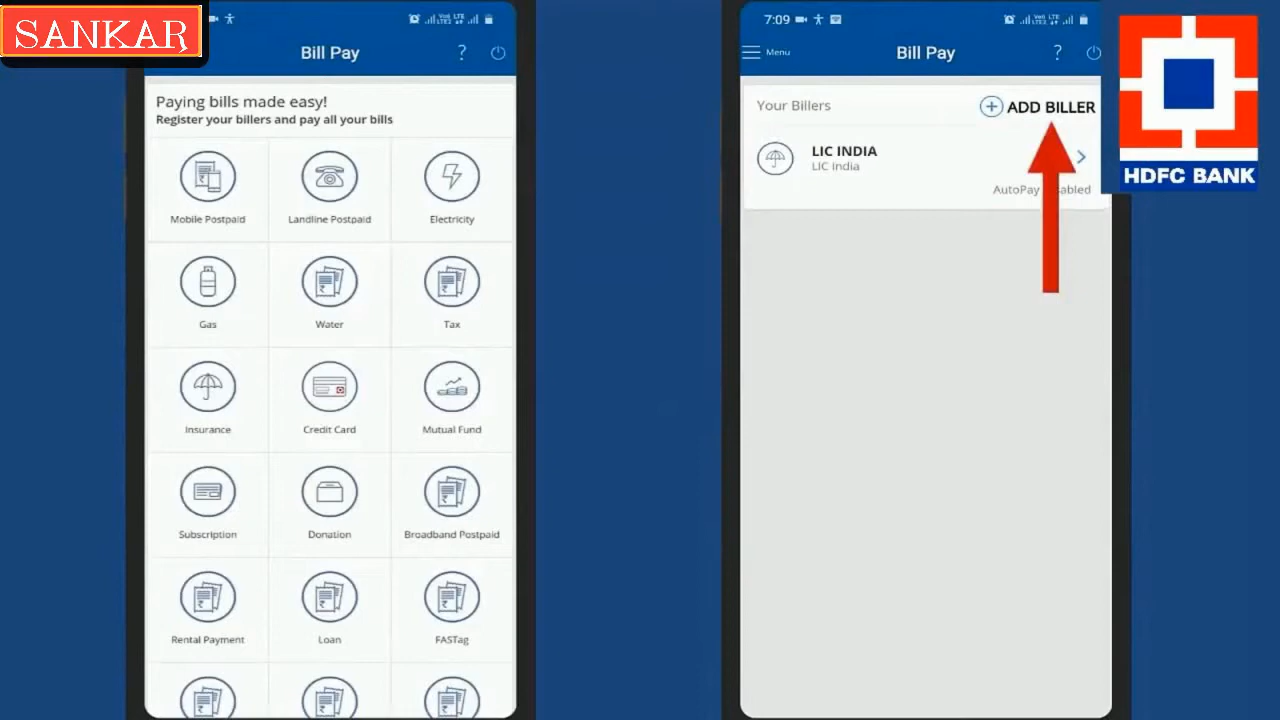 SANKAR
Bill Pay
?
Paying bills made easy!
Register your billers and pay all your bills
Mobile Postpaid
Landline Postpaid
Electricity
Gas
Water
Tax
Insurance
Credit Card
Mutual Fund
Subscription
Donation
Broadband Postpaid
Rental Payment
Loan
FASTag
7:09
Menu
Bill Pay
?
Your Billers
ADD BILLER
LIC INDIA
LIC India
AutoPay
HDFC BANK